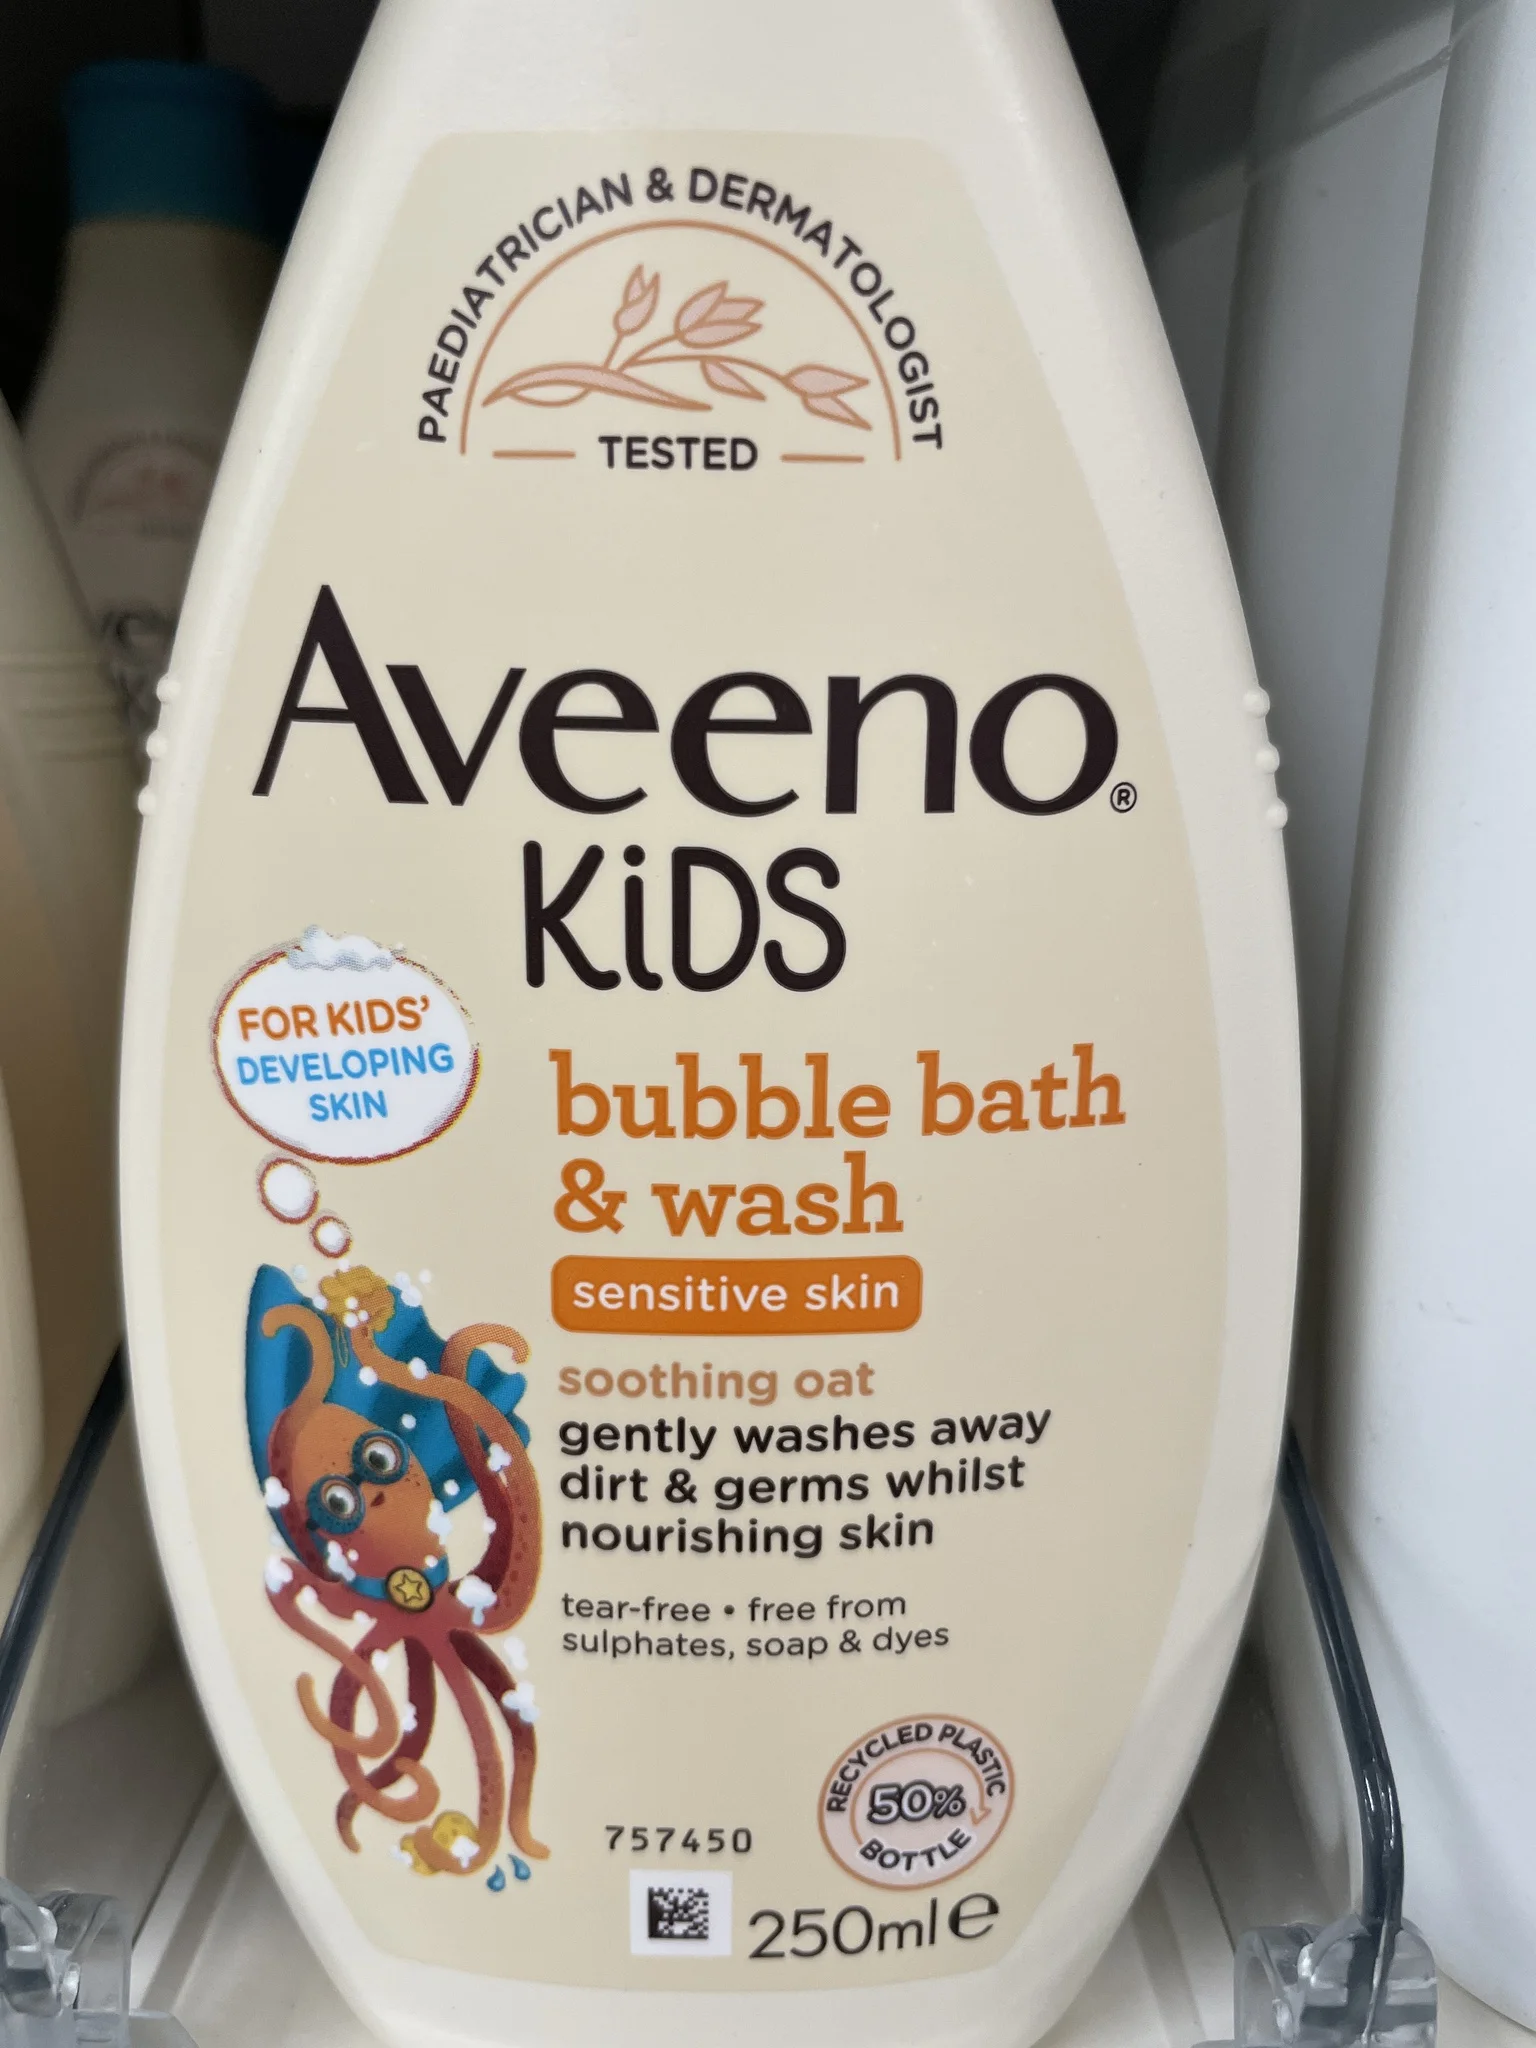 PAEDIATRICIAN & DERMATOLOGIST
TESTED
Aveeno®
KiDS
FOR KIDS'
DEVELOPING
SKIN
bubble bath
& wash
sensitive skin
soothing oat
gently washes away
dirt & germs whilst
nourishing skin
tear-free • free from
sulphates, soap & dyes
RECYCLED PLASTIC
50%
BOTTLE
757450
250ml e